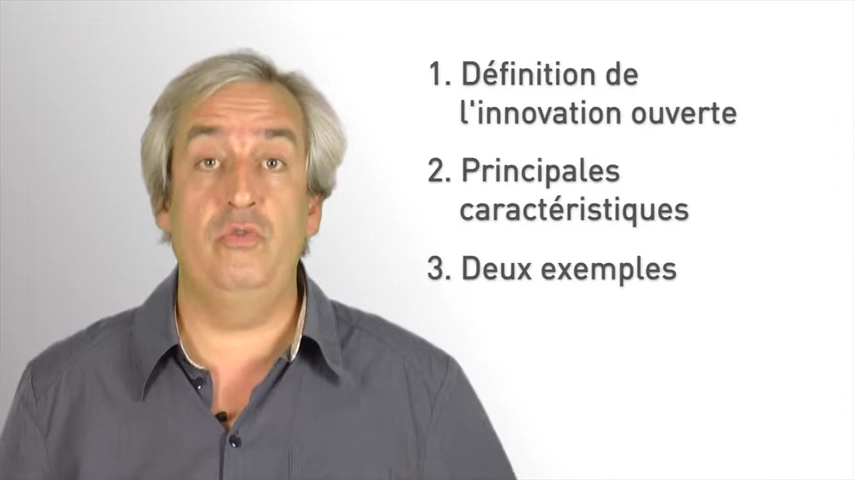 1. Définition de
l'innovation ouverte
2. Principales
caractéristiques
3. Deux exemples